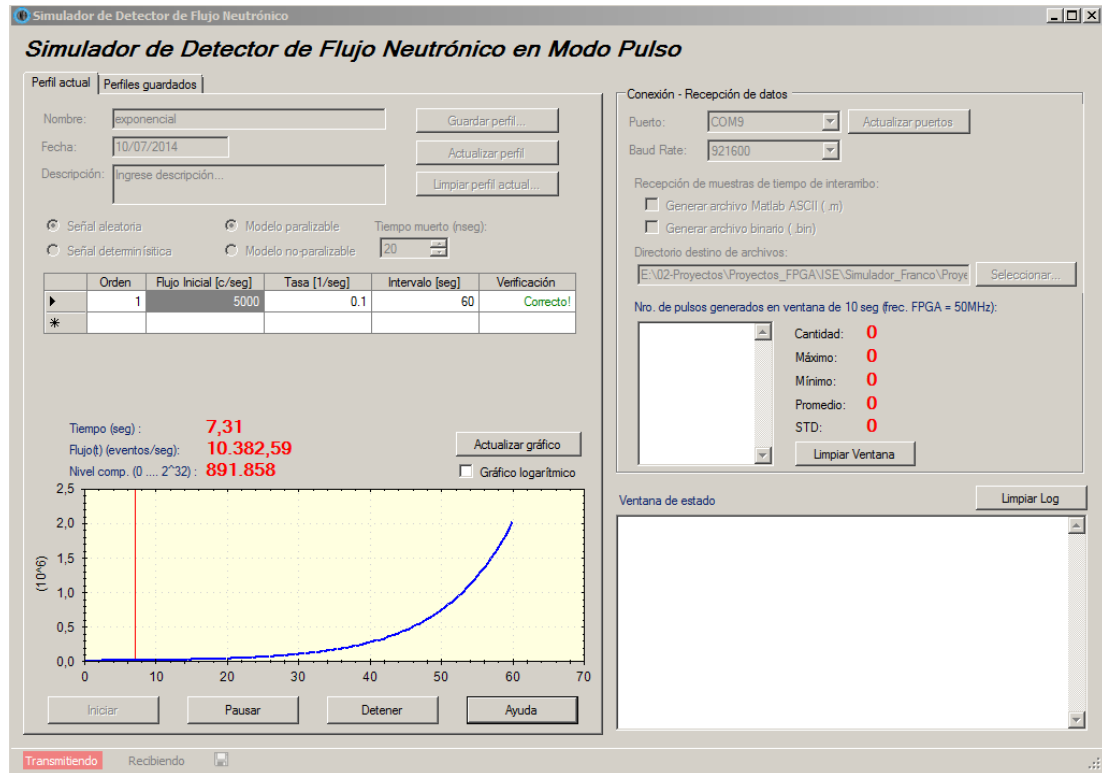 Simulador de Detector de Flujo Neutrónico
Simulador de Detector de Flujo Neutrónico en Modo Pulso
Perfil actual Perfiles guardados
Nombre: exponencial Guardar perfil...
Fecha: 10/07/2014 Actualizar perfil
Descripción: Ingrese descripción... Limpiar perfil actual...
Señal aleatoria Modelo paralizable Tiempo muerto (nseg):
Señal determinísitica Modelo no-paralizable 20
Orden Flujo Inicial [c/seg] Tasa [1/seg] Intervalo [seg] Verificación
1 5000 0.1 60 Correcto!
Tiempo (seg) : 7,31
Flujo(t) (eventos/seg): 10.382,59 Actualizar gráfico
Nivel comp. (0 .... 2^32) : 891.858 Gráfico logarítmico
2,5
2,0
1,5
1,0
0,5
0,0
(10^6)
0 10 20 30 40 50 60 70
Iniciar Pausar Detener Ayuda
Conexión - Recepción de datos
Puerto: COM9 Actualizar puertos
Baud Rate: 921600
Recepción de muestras de tiempo de interarribo:
Generar archivo Matlab ASCII ( .m)
Generar archivo binario ( .bin)
Directorio destino de archivos:
E:\02-Proyectos\Proyectos_FPGA\ISE\Simulador_Franco\Proye Seleccionar...
Nro. de pulsos generados en ventana de 10 seg (frec. FPGA = 50MHz):
Cantidad: 0
Máximo: 0
Mínimo: 0
Promedio: 0
STD: 0
Limpiar Ventana
Ventana de estado Limpiar Log
Transmitiendo Recibiendo